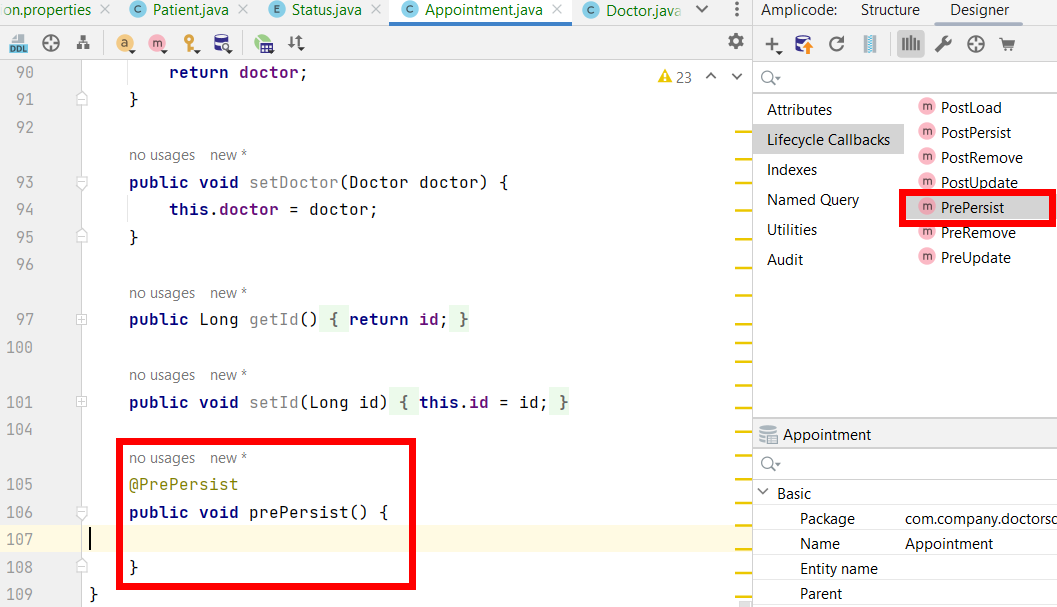 on.properties
Patient.java
Status.java
Appointment.java
Doctor.java
Amplicode:
Structure
Designer
DDL
a
m
23
90 return doctor;
91 }
92
no usages new *
93 public void setDoctor(Doctor doctor) {
94 this.doctor = doctor;
95 }
96
no usages new *
97 public Long getId() { return id; }
100
no usages new *
101 public void setId(Long id) { this.id = id; }
104
no usages new *
105 @PrePersist
106 public void prePersist() {
107
108 }
109 }
Attributes
Lifecycle Callbacks
Indexes
Named Query
Utilities
Audit
m PostLoad
m PostPersist
m PostRemove
m PostUpdate
m PrePersist
m PreRemove
m PreUpdate
Appointment
Basic
Package com.company.doctorsc
Name Appointment
Entity name
Parent